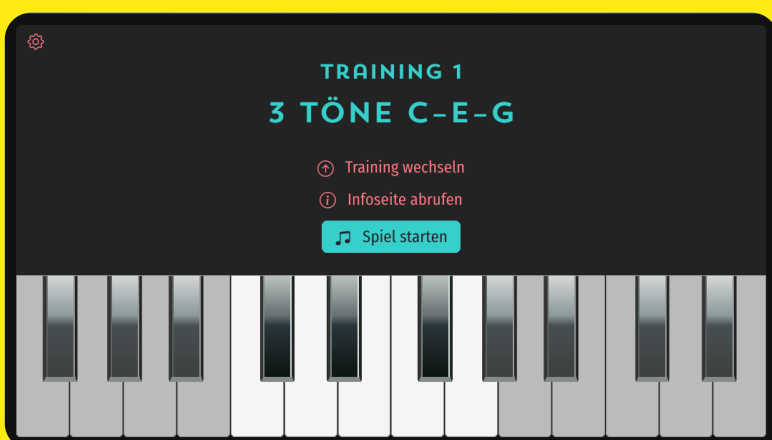 TRAINING 1
3 TÖNE C–E–G
Training wechseln
Infoseite abrufen
Spiel starten